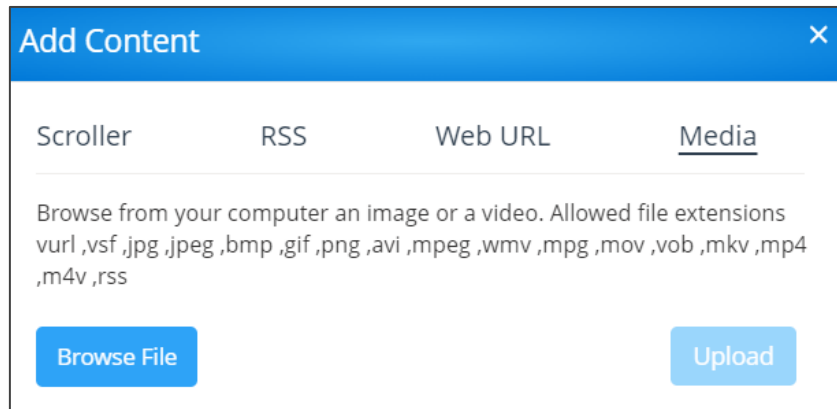 Add Content ×
Scroller RSS Web URL Media
Browse from your computer an image or a video. Allowed file extensions
vurl ,vsf ,jpg ,jpeg ,bmp ,gif ,png ,avi ,mpeg ,wmv ,mpg ,mov ,vob ,mkv ,mp4
,m4v ,rss
Browse File Upload